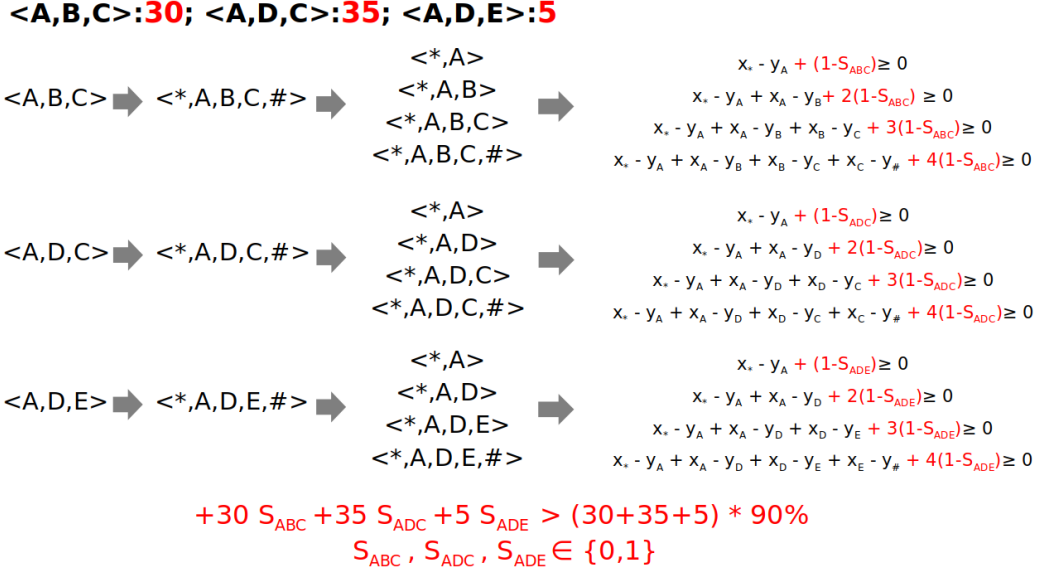 <A,B,C>:30; <A,D,C>:35; <A,D,E>:5
<A,B,C>
<*,A,B,C,#>
<*,A>
<*,A,B>
<*,A,B,C>
<*,A,B,C,#>
x* - yA + (1-SABC)≥ 0
x* - yA + xA - yB+ 2(1-SABC) ≥ 0
x* - yA + xA - yB + xB - yC + 3(1-SABC)≥ 0
x* - yA + xA - yB + xB - yC + xC - y# + 4(1-SABC)≥ 0
<A,D,C>
<*,A,D,C,#>
<*,A>
<*,A,D>
<*,A,D,C>
<*,A,D,C,#>
x* - yA + (1-SADC)≥ 0
x* - yA + xA - yD + 2(1-SADC)≥ 0
x* - yA + xA - yD + xD - yC + 3(1-SADC)≥ 0
x* - yA + xA - yD + xD - yC + xC - y# + 4(1-SADC)≥ 0
<A,D,E>
<*,A,D,E,#>
<*,A>
<*,A,D>
<*,A,D,E>
<*,A,D,E,#>
x* - yA + (1-SADE)≥ 0
x* - yA + xA - yD + 2(1-SADE)≥ 0
x* - yA + xA - yD + xD - yE + 3(1-SADE)≥ 0
x* - yA + xA - yD + xD - yE + xE - y# + 4(1-SADE)≥ 0
+30 SABC +35 SADC +5 SADE > (30+35+5) * 90%
SABC , SADC , SADE ∈ {0,1}